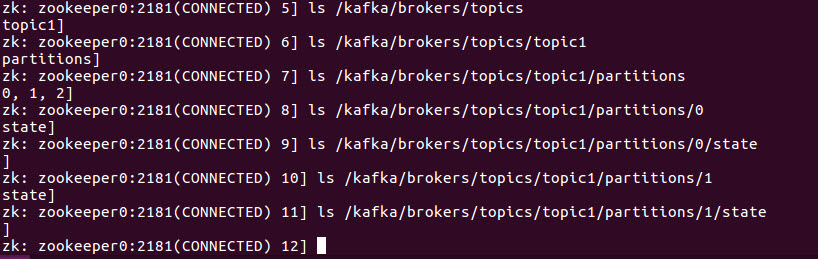 zk: zookeeper0:2181(CONNECTED) 5] ls /kafka/brokers/topics
topic1]
zk: zookeeper0:2181(CONNECTED) 6] ls /kafka/brokers/topics/topic1
partitions]
zk: zookeeper0:2181(CONNECTED) 7] ls /kafka/brokers/topics/topic1/partitions
0, 1, 2]
zk: zookeeper0:2181(CONNECTED) 8] ls /kafka/brokers/topics/topic1/partitions/0
state]
zk: zookeeper0:2181(CONNECTED) 9] ls /kafka/brokers/topics/topic1/partitions/0/state
]
zk: zookeeper0:2181(CONNECTED) 10] ls /kafka/brokers/topics/topic1/partitions/1
state]
zk: zookeeper0:2181(CONNECTED) 11] ls /kafka/brokers/topics/topic1/partitions/1/state
]
zk: zookeeper0:2181(CONNECTED) 12]